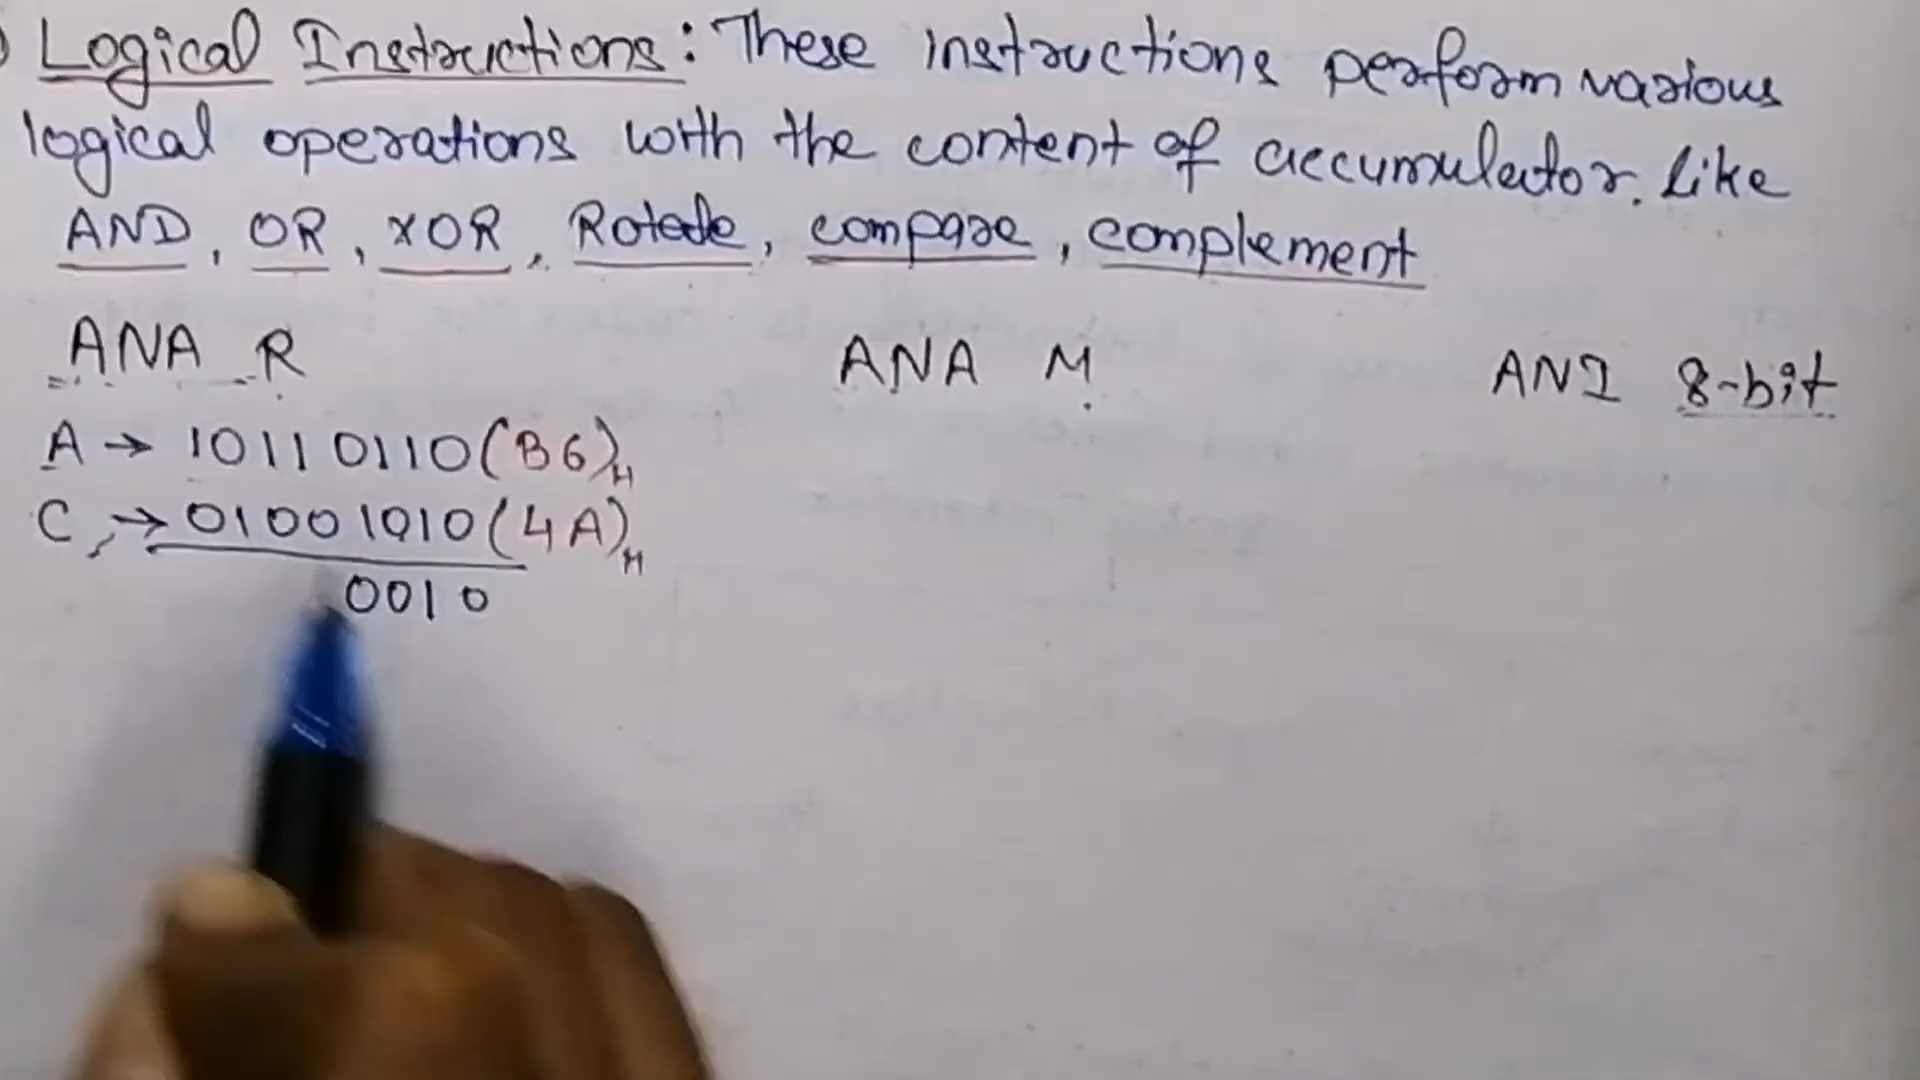 Logical Instructions: These instructions perform various
logical operations with the content of accumulator. Like
AND, OR, XOR, Rotate, compare, complement
ANA R ANA M ANI 8-bit
A → 10110110 (B6)H
C → 01001010 (4A)H
0010